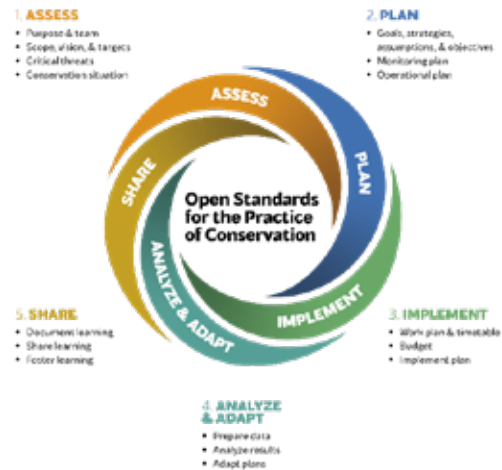 1. ASSESS
• Purpose & team
• Scope, vision, & targets
• Critical threats
• Conservation situation
2. PLAN
• Goals, strategies,
assumptions, & objectives
• Monitoring plan
• Operational plan
ASSESS
PLAN
SHARE
Open Standards
for the Practice
of Conservation
ANALYZE & ADAPT
IMPLEMENT
5. SHARE
• Document learning
• Share learning
• Foster learning
3. IMPLEMENT
• Work plan & timetable
• Budget
• Implement plan
4. ANALYZE
& ADAPT
• Prepare data
• Analyze results
• Adapt plans